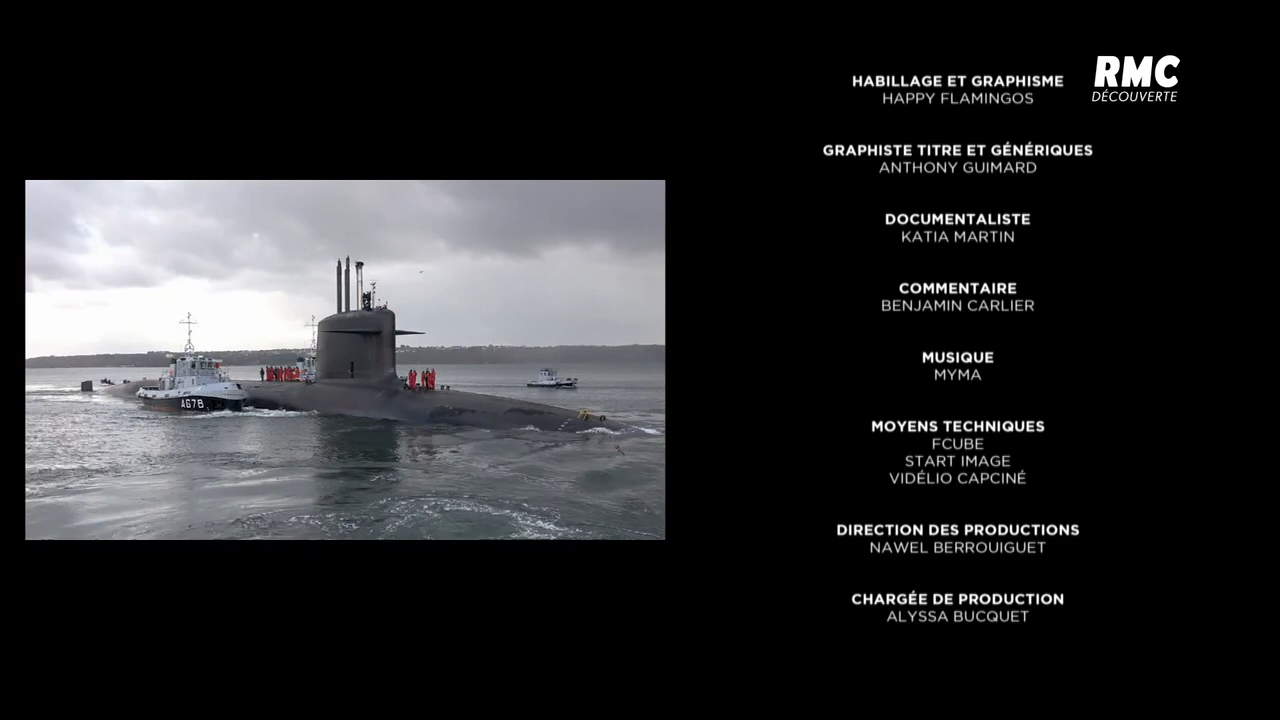 RMC
DÉCOUVERTE
HABILLAGE ET GRAPHISME
HAPPY FLAMINGOS
GRAPHISTE TITRE ET GÉNÉRIQUES
ANTHONY GUIMARD
DOCUMENTALISTE
KATIA MARTIN
COMMENTAIRE
BENJAMIN CARLIER
MUSIQUE
MYMA
MOYENS TECHNIQUES
FCUBE
START IMAGE
VIDÉLIO CAPCINÉ
DIRECTION DES PRODUCTIONS
NAWEL BERROUIGUET
CHARGÉE DE PRODUCTION
ALYSSA BUCQUET
A678